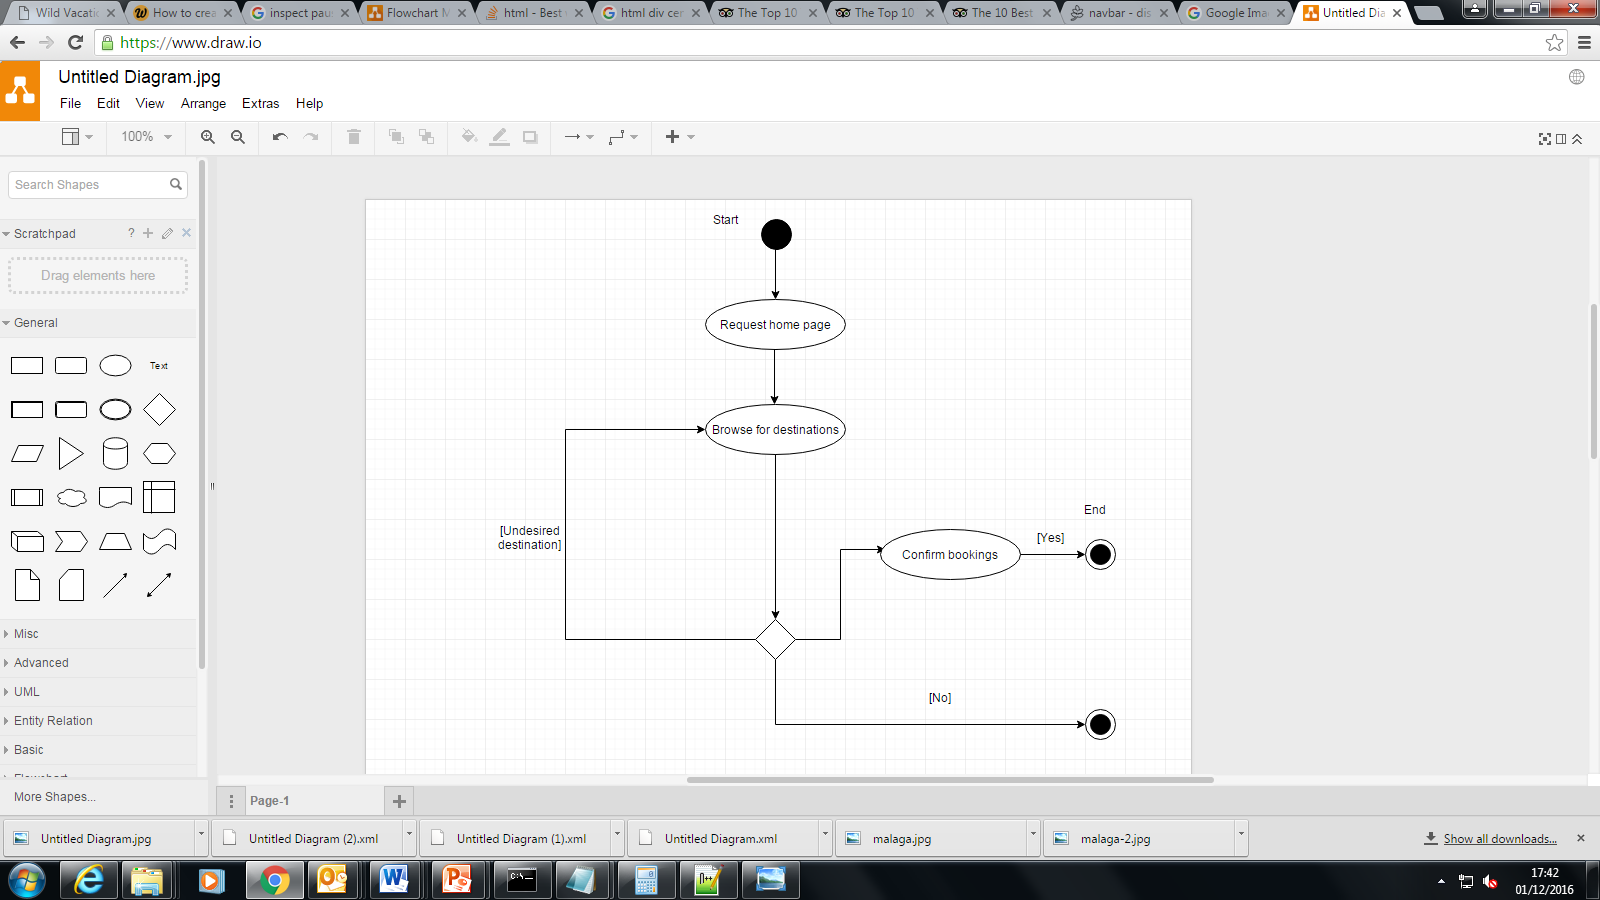 Wild Vacatio
How to crea
inspect pau
Flowchart M
html - Best
html div cen
The Top 10
The Top 10
The 10 Best
navbar - dis
Google Ima
Untitled Dia
https://www.draw.io
Untitled Diagram.jpg
File Edit View Arrange Extras Help
100%
Search Shapes
Scratchpad
?
Drag elements here
General
Text
Misc
Advanced
UML
Entity Relation
Basic
Flowchart
More Shapes...
Start
Request home page
Browse for destinations
[Undesired
destination]
End
[Yes]
Confirm bookings
[No]
Page-1
Untitled Diagram.jpg
Untitled Diagram (2).xml
Untitled Diagram (1).xml
Untitled Diagram.xml
malaga.jpg
malaga-2.jpg
Show all downloads...
17:42
01/12/2016